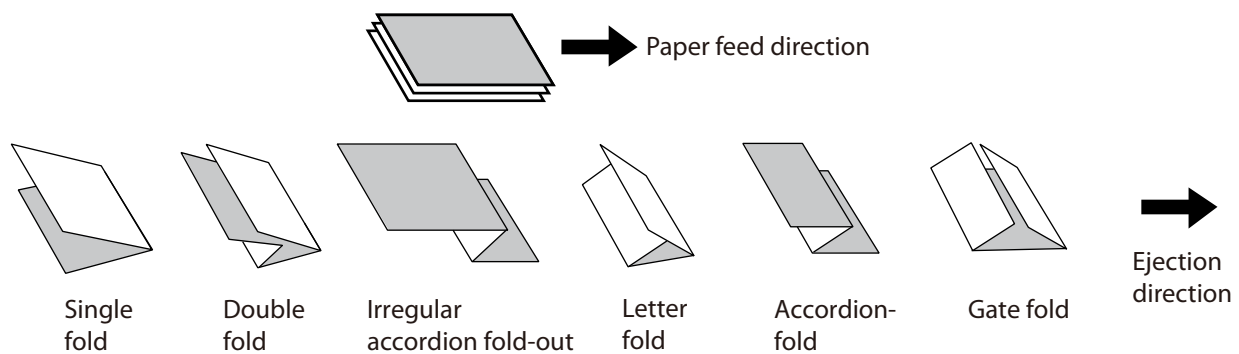 Paper feed direction
Single
fold
Double
fold
Irregular
accordion fold-out
Letter
fold
Accordion-
fold
Gate fold
Ejection
direction